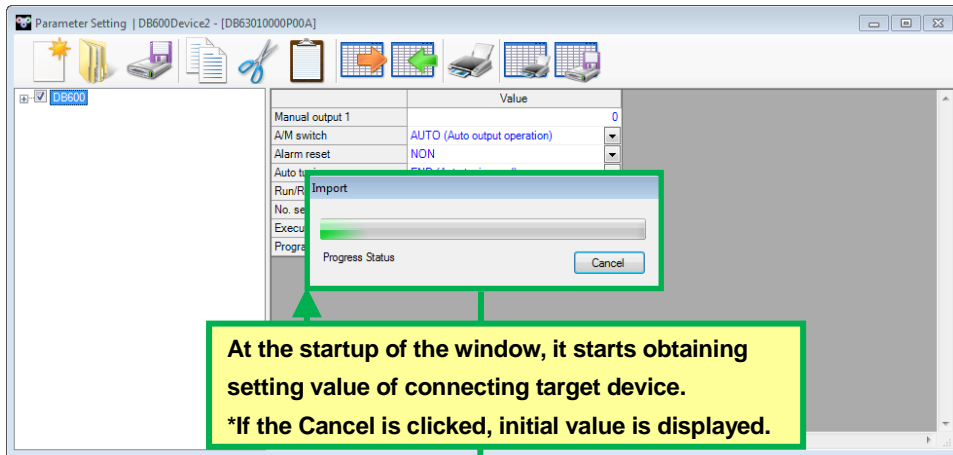 Parameter Setting | DB600Device2 - [DB63010000P00A]
DB600
Value
Manual output 1 0
A/M switch AUTO (Auto output operation)
Alarm reset NON
Auto
Import
Progress Status
Cancel
At the startup of the window, it starts obtaining
setting value of connecting target device.
*If the Cancel is clicked, initial value is displayed.